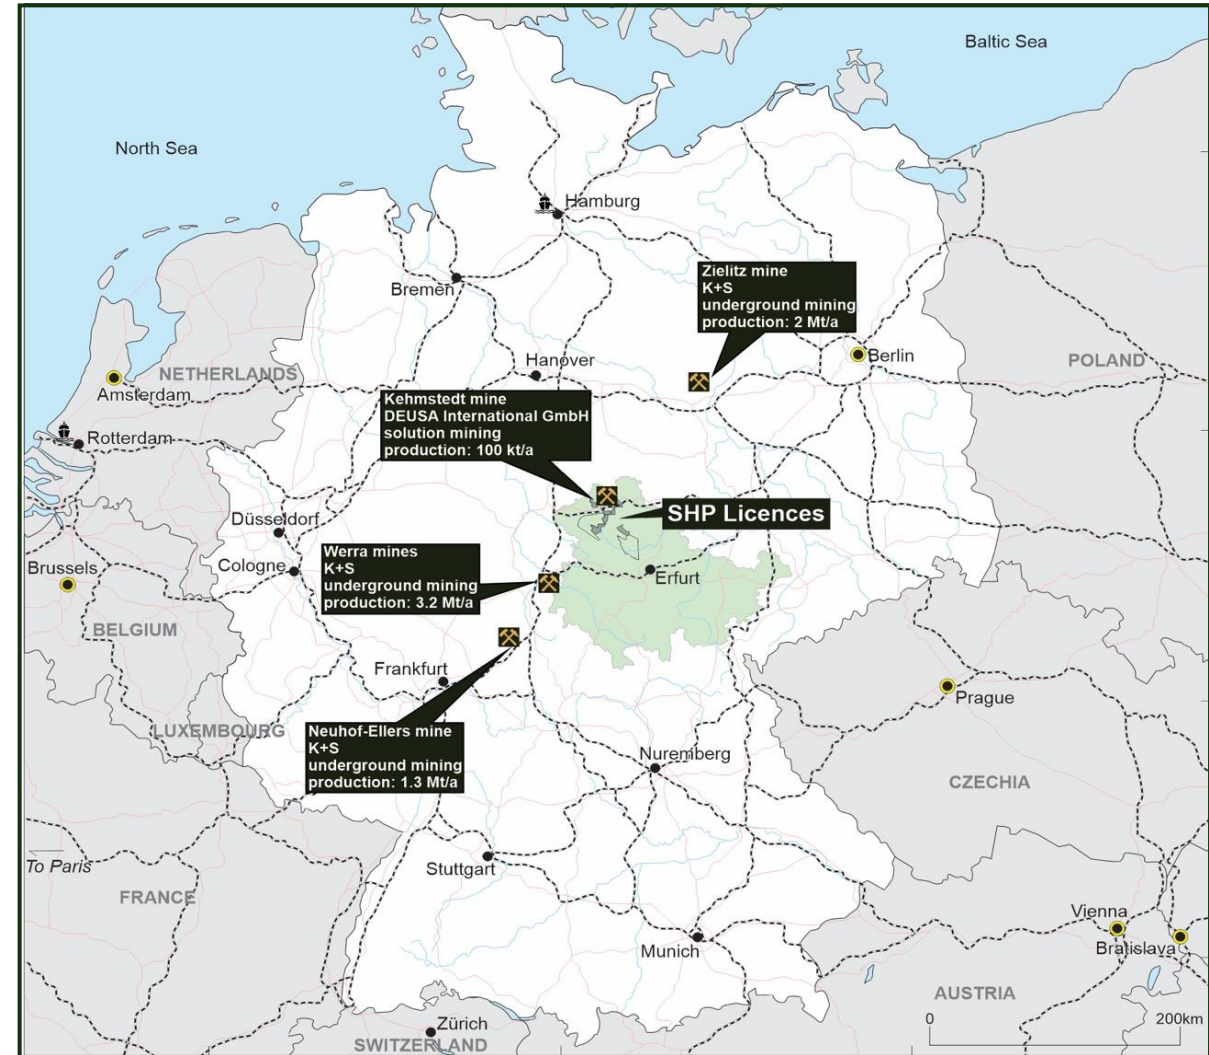 Baltic Sea
North Sea
Hamburg
Bremen
Zielitz mine
K+S
underground mining
production: 2 Mt/a
Berlin
Hanover
POLAND
NETHERLANDS
Amsterdam
Kehmstedt mine
DEUSA International GmbH
solution mining
production: 100 kt/a
Rotterdam
SHP Licences
Düsseldorf
Werra mines
K+S
underground mining
production: 3.2 Mt/a
Cologne
Brussels
Erfurt
BELGIUM
Frankfurt
Prague
LUXEMBOURG
Neuhof-Ellers mine
K+S
underground mining
production: 1.3 Mt/a
Nuremberg
CZECHIA
Stuttgart
To Paris
FRANCE
Vienna
Bratislava
Munich
AUSTRIA
Zürich
SWITZERLAND
0
200km